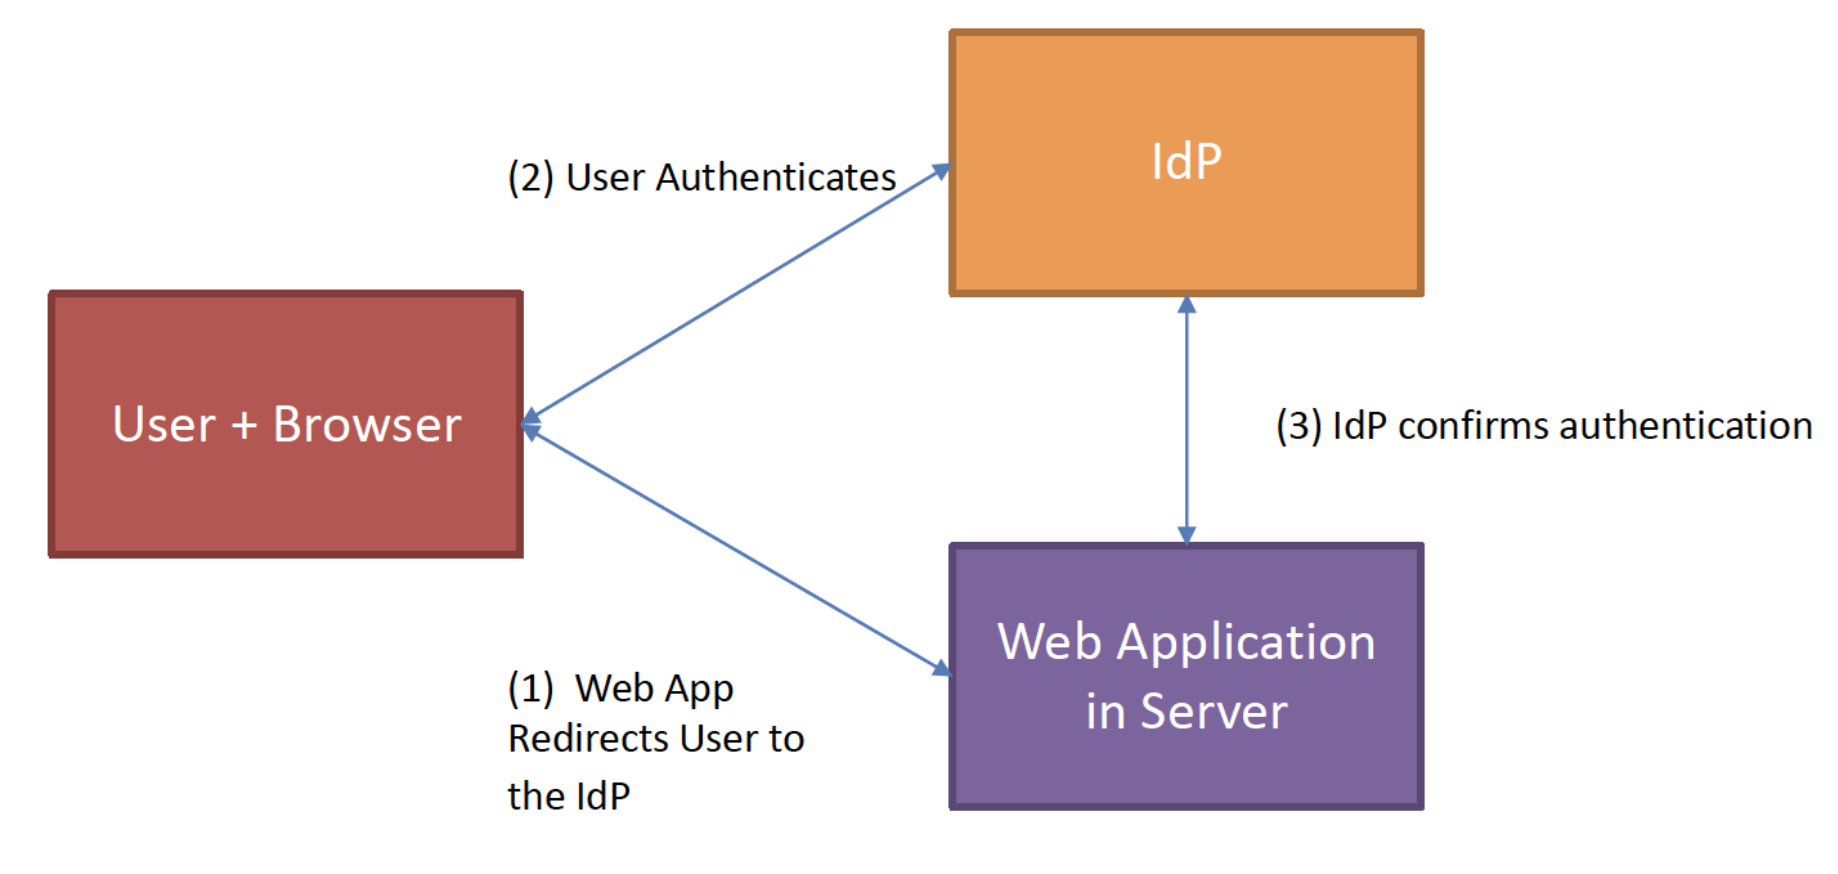 IdP
(2) User Authenticates
User + Browser
(3) IdP confirms authentication
Web Application
in Server
(1)  Web App
Redirects User to
the IdP